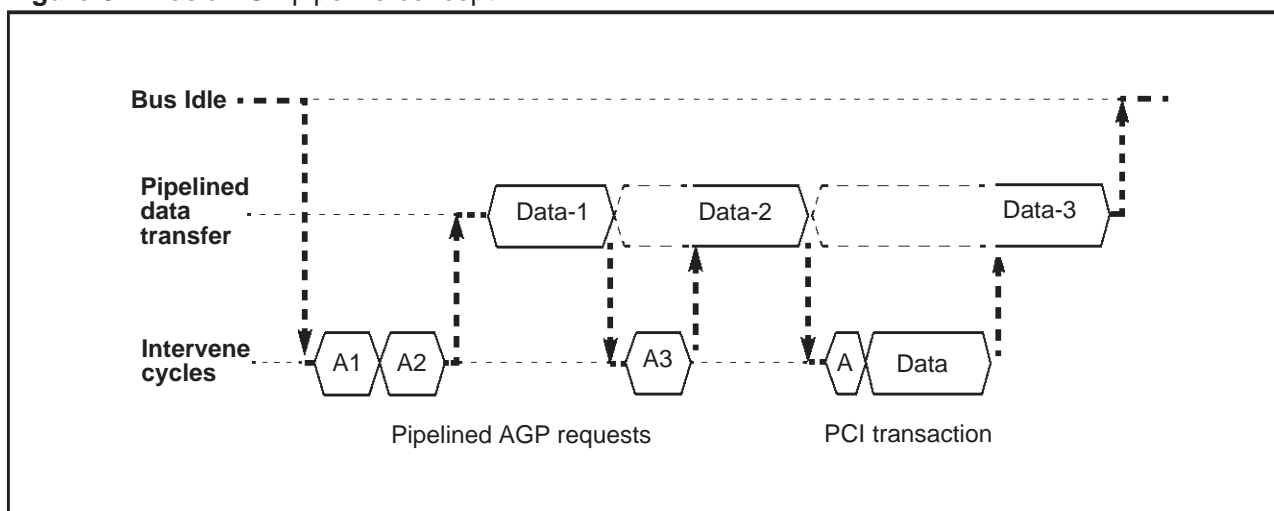 Bus Idle
Pipelined
data
transfer
Data-1
Data-2
Data-3
Intervene
cycles
A1
A2
A3
A
Data
Pipelined AGP requests
PCI transaction